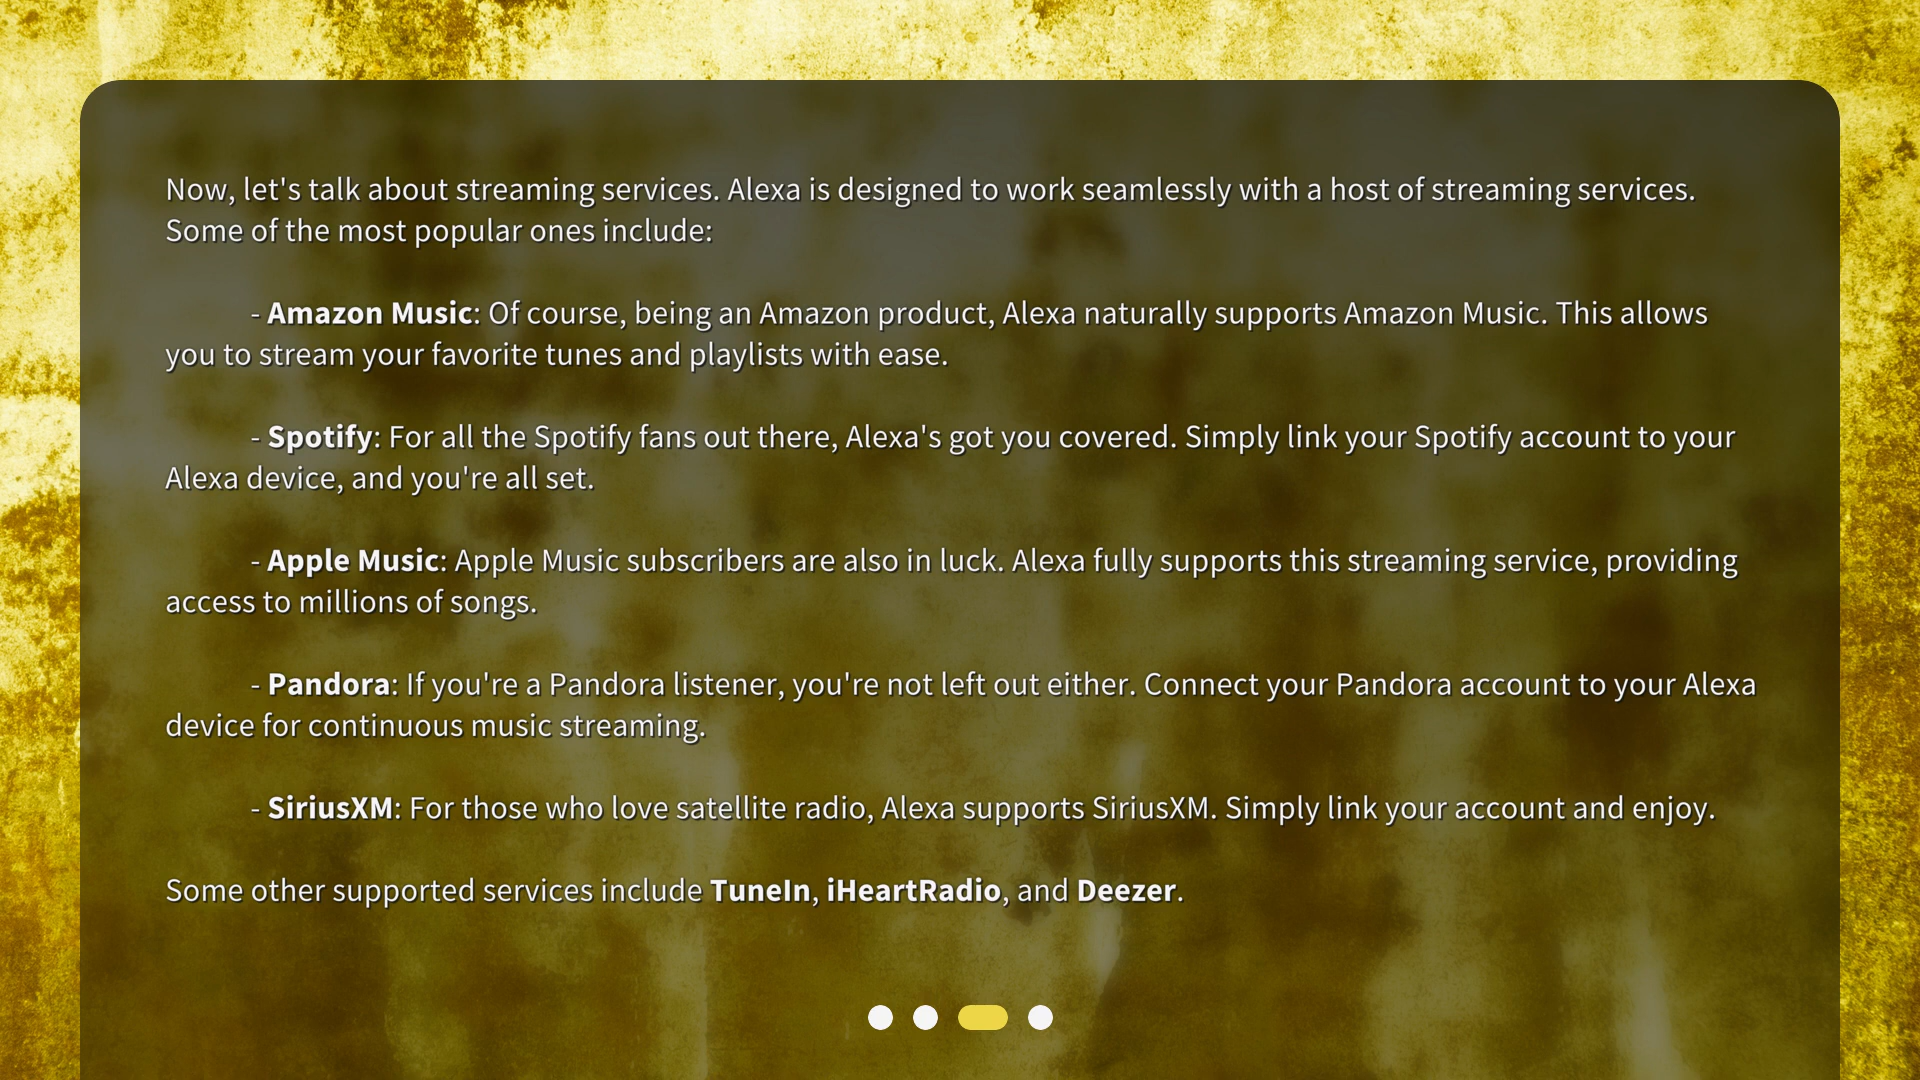 Now, let's talk about streaming services. Alexa is designed to work seamlessly with a host of streaming services.
Some of the most popular ones include:
- Amazon Music: Of course, being an Amazon product, Alexa naturally supports Amazon Music. This allows
you to stream your favorite tunes and playlists with ease.
- Spotify: For all the Spotify fans out there, Alexa's got you covered. Simply link your Spotify account to your
Alexa device, and you're all set.
- Apple Music: Apple Music subscribers are also in luck. Alexa fully supports this streaming service, providing
access to millions of songs.
- Pandora: If you're a Pandora listener, you're not left out either. Connect your Pandora account to your Alexa
device for continuous music streaming.
- SiriusXM: For those who love satellite radio, Alexa supports SiriusXM. Simply link your account and enjoy.
Some other supported services include TuneIn, iHeartRadio, and Deezer.